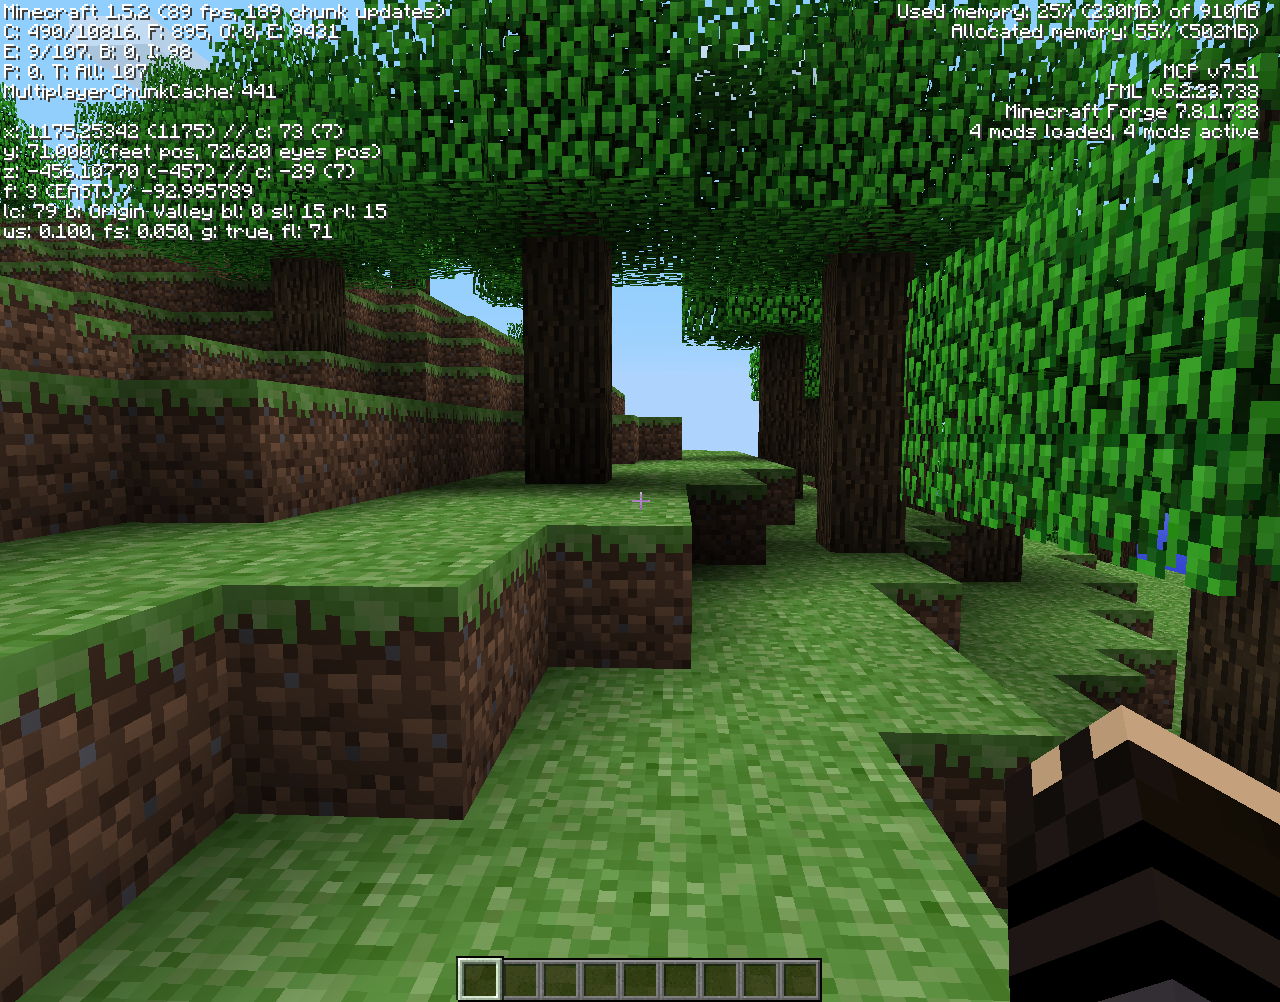 Minecraft 1.5.2 (39 fps, 189 chunk updates)
C: 490/10816. F: 895, O: 0, E: 9431
E: 9/107. B: 0, I: 98
P: 0. T: All: 107
MultiplayerChunkCache: 441
x: 1175.25342 (1175) // c: 73 (7)
y: 71.000 (feet pos, 72.620 eyes pos)
z: -456.10770 (-457) // c: -29 (7)
f: 3 (EAST) / -92.995789
lc: 79 b: Origin Valley bl: 0 sl: 15 rl: 15
ws: 0.100, fs: 0.050, g: true, fl: 71
Used memory: 25% (230MB) of 910MB
Allocated memory: 55% (502MB)
MCP v7.51
FML v5.2.23.738
Minecraft Forge 7.8.1.738
4 mods loaded, 4 mods active